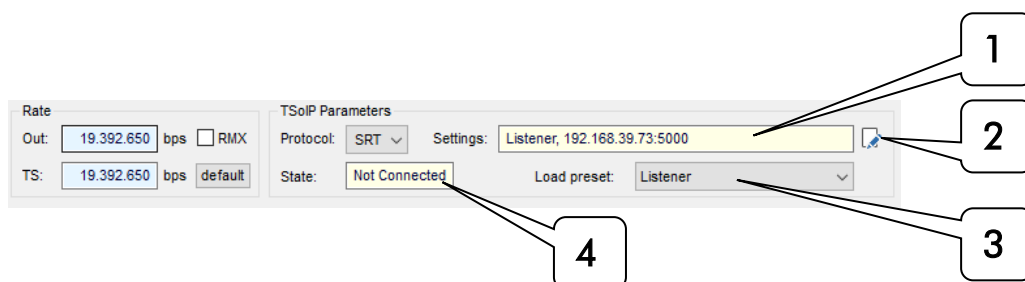 1
Rate
TSoIP Parameters
Out: 19.392.650 bps RMX Protocol: SRT Settings: Listener, 192.168.39.73:5000
2
TS: 19.392.650 bps default State: Not Connected Load preset: Listener
3
4